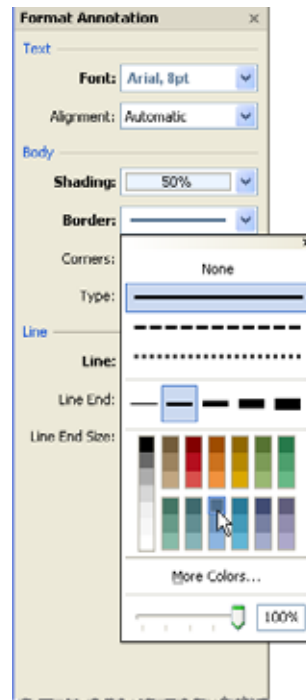 Format Annotation
Text
Font: Arial, 8pt
Alignment: Automatic
Body
Shading: 50%
Border:
Corners:
None
Type:
Line
Line:
Line End:
Line End Size:
More Colors...
100%